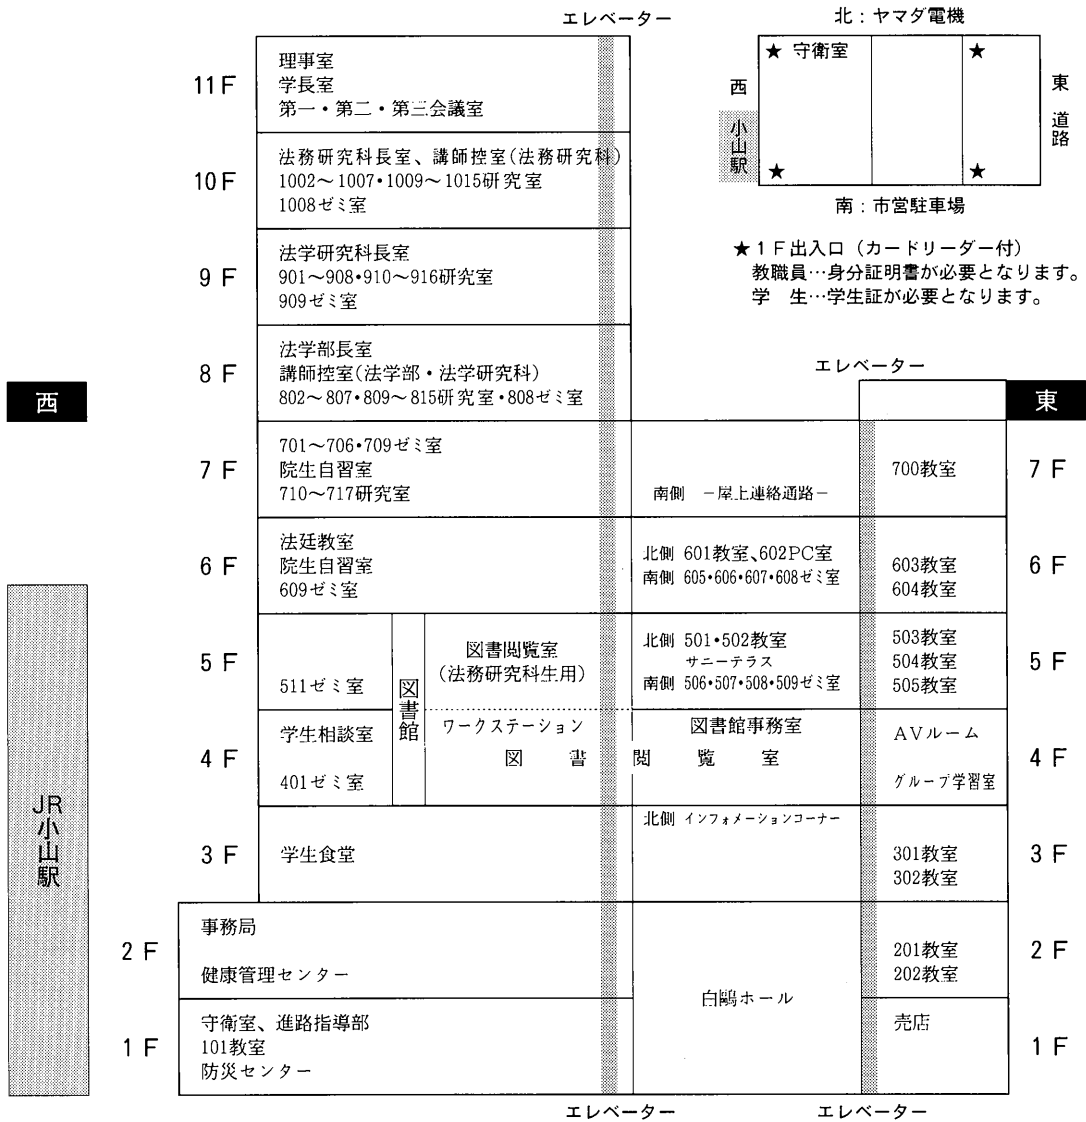 エレベーター
北：ヤマダ電機
★ 守衛室
★
西
小山駅
東
道路
★
★
南：市営駐車場
★1F出入口（カードリーダー付）
教職員…身分証明書が必要となります。
学　生…学生証が必要となります。
11F
理事室
学長室
第一・第二・第三会議室
10F
法務研究科長室、講師控室(法務研究科)
1002～1007・1009～1015研究室
1008ゼミ室
9F
法学研究科長室
901～908・910～916研究室
909ゼミ室
8F
法学部長室
講師控室(法学部・法学研究科)
802～807・809～815研究室・808ゼミ室
エレベーター
西
東
7F
701～706・709ゼミ室
院生自習室
710～717研究室
南側　－屋上連絡通路－
700教室
7F
6F
法廷教室
院生自習室
609ゼミ室
北側 601教室、602PC室
南側 605・606・607・608ゼミ室
603教室
604教室
6F
5F
511ゼミ室
図書館
図書閲覧室
(法務研究科生用)
北側 501・502教室
サニーテラス
南側 506・507・508・509ゼミ室
503教室
504教室
505教室
5F
4F
学生相談室
401ゼミ室
ワークステーション
図書館事務室
図　書　閲　覧　室
AVルーム
グループ学習室
4F
JR小山駅
3F
学生食堂
北側 インフォメーションコーナー
301教室
302教室
3F
2F
事務局
健康管理センター
白鷗ホール
201教室
202教室
2F
1F
守衛室、進路指導部
101教室
防災センター
売店
1F
エレベーター
エレベーター